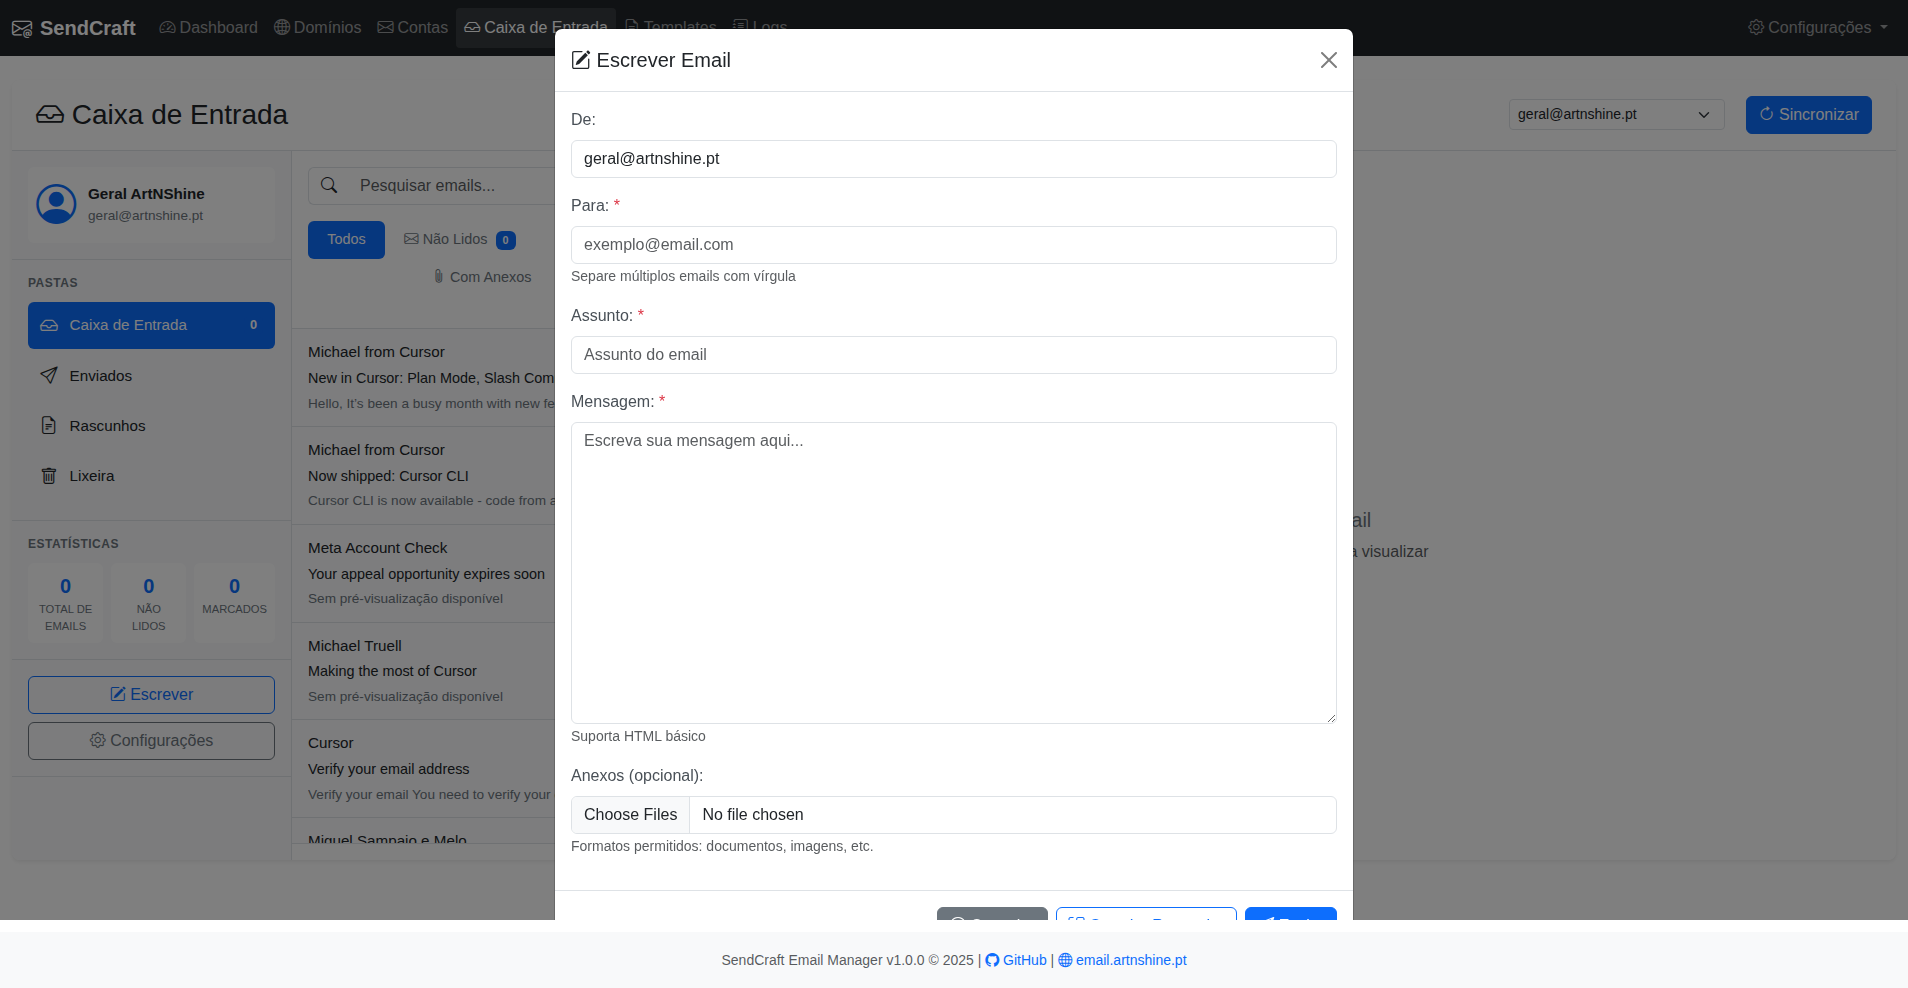 SendCraft
Dashboard
Domínios
Contas
Caixa de Entrada
Templates
Logs
Configurações
Caixa de Entrada
geral@artnshine.pt
Sincronizar
Geral ArtNShine
geral@artnshine.pt
PASTAS
Caixa de Entrada 0
Enviados
Rascunhos
Lixeira
ESTATÍSTICAS
0
TOTAL DE
EMAILS
0
NÃO
LIDOS
0
MARCADOS
Escrever
Configurações
Pesquisar emails...
Todos
Não Lidos 0
Com Anexos
Michael from Cursor
New in Cursor: Plan Mode, Slash Com
Hello, It's been a busy month with new fe
Michael from Cursor
Now shipped: Cursor CLI
Cursor CLI is now available - code from a
Meta Account Check
Your appeal opportunity expires soon
Sem pré-visualização disponível
Michael Truell
Making the most of Cursor
Sem pré-visualização disponível
Cursor
Verify your email address
Verify your email You need to verify your
Miguel Sampaio e Melo
Escrever Email
De:
geral@artnshine.pt
Para: *
exemplo@email.com
Separe múltiplos emails com vírgula
Assunto: *
Assunto do email
Mensagem: *
Escreva sua mensagem aqui...
Suporta HTML básico
Anexos (opcional):
Choose Files No file chosen
Formatos permitidos: documentos, imagens, etc.
ail
a visualizar
SendCraft Email Manager v1.0.0 © 2025 | GitHub | email.artnshine.pt